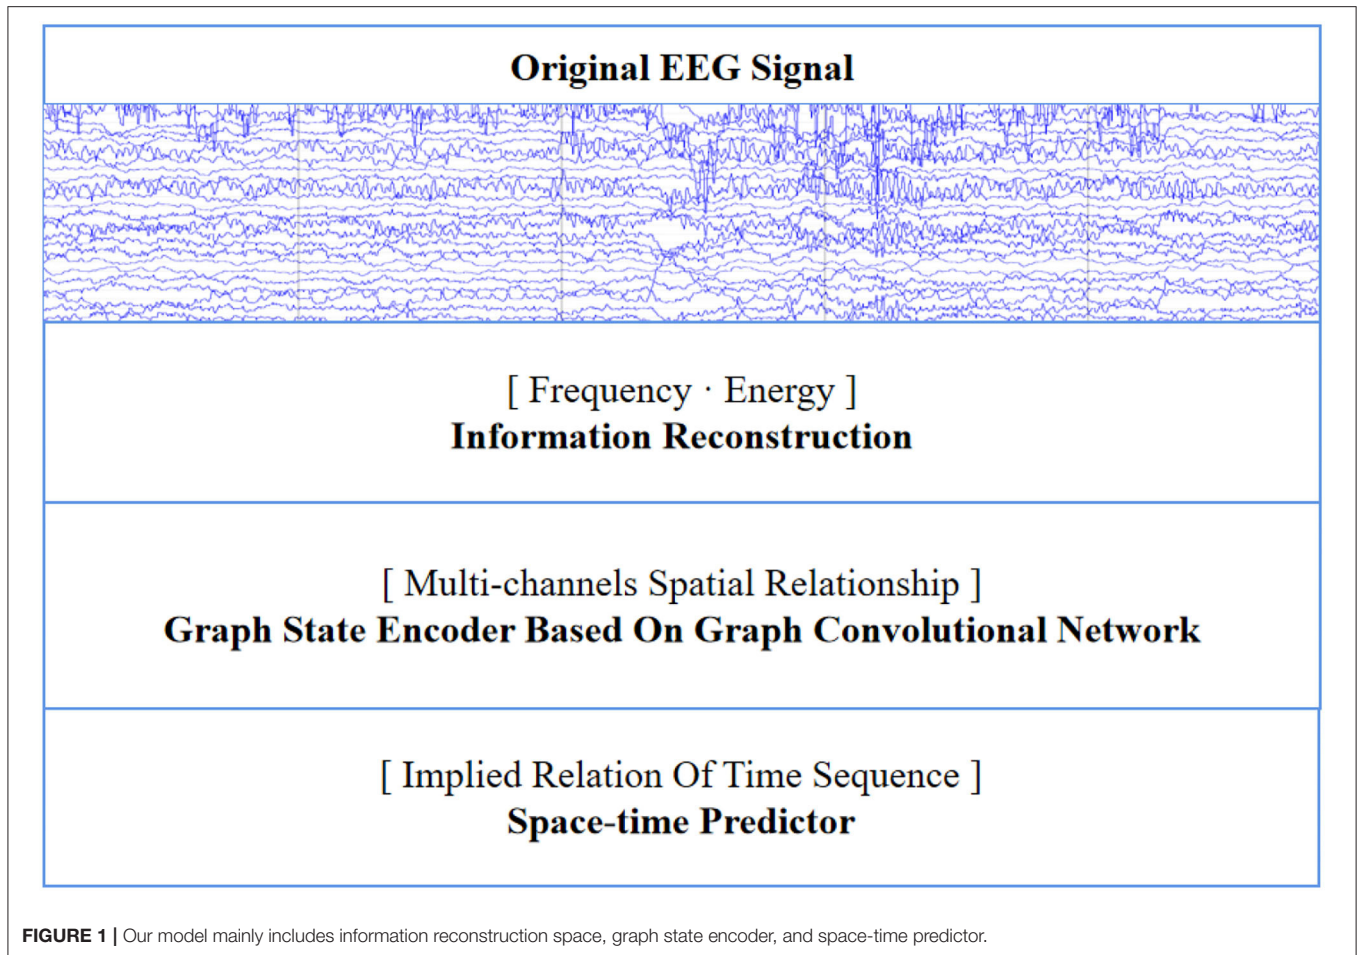 Original EEG Signal
[ Frequency · Energy ]
Information Reconstruction
[ Multi-channels Spatial Relationship ]
Graph State Encoder Based On Graph Convolutional Network
[ Implied Relation Of Time Sequence ]
Space-time Predictor
FIGURE 1 | Our model mainly includes information reconstruction space, graph state encoder, and space-time predictor.